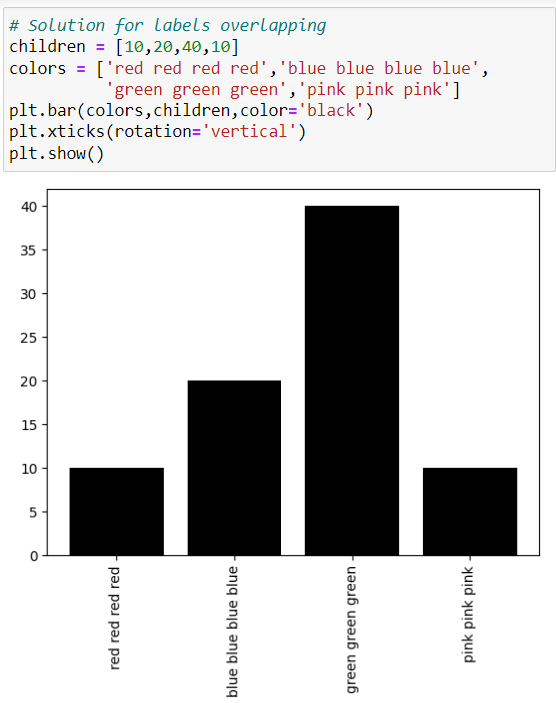 # Solution for labels overlapping
children = [10,20,40,10]
colors = ['red red red red','blue blue blue blue',
          'green green green','pink pink pink']
plt.bar(colors,children,color='black')
plt.xticks(rotation='vertical')
plt.show()
40
35
30
25
20
15
10
5
0
red red red red
blue blue blue blue
green green green
pink pink pink